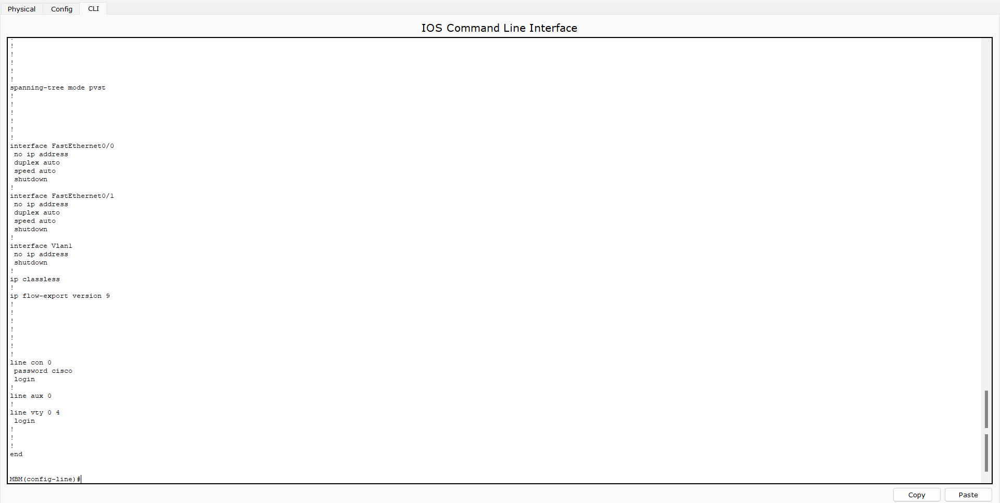 Physical Config CLI
IOS Command Line Interface
!
!
!
!
!
spanning-tree mode pvst
!
!
!
!
!
!
interface FastEthernet0/0
 no ip address
 duplex auto
 speed auto
 shutdown
!
interface FastEthernet0/1
 no ip address
 duplex auto
 speed auto
 shutdown
!
interface Vlan1
 no ip address
 shutdown
!
ip classless
!
ip flow-export version 9
!
!
!
!
!
!
!
line con 0
 password cisco
 login
!
line aux 0
!
line vty 0 4
 login
!
!
!
end
MBM(config-line)#
Copy Paste